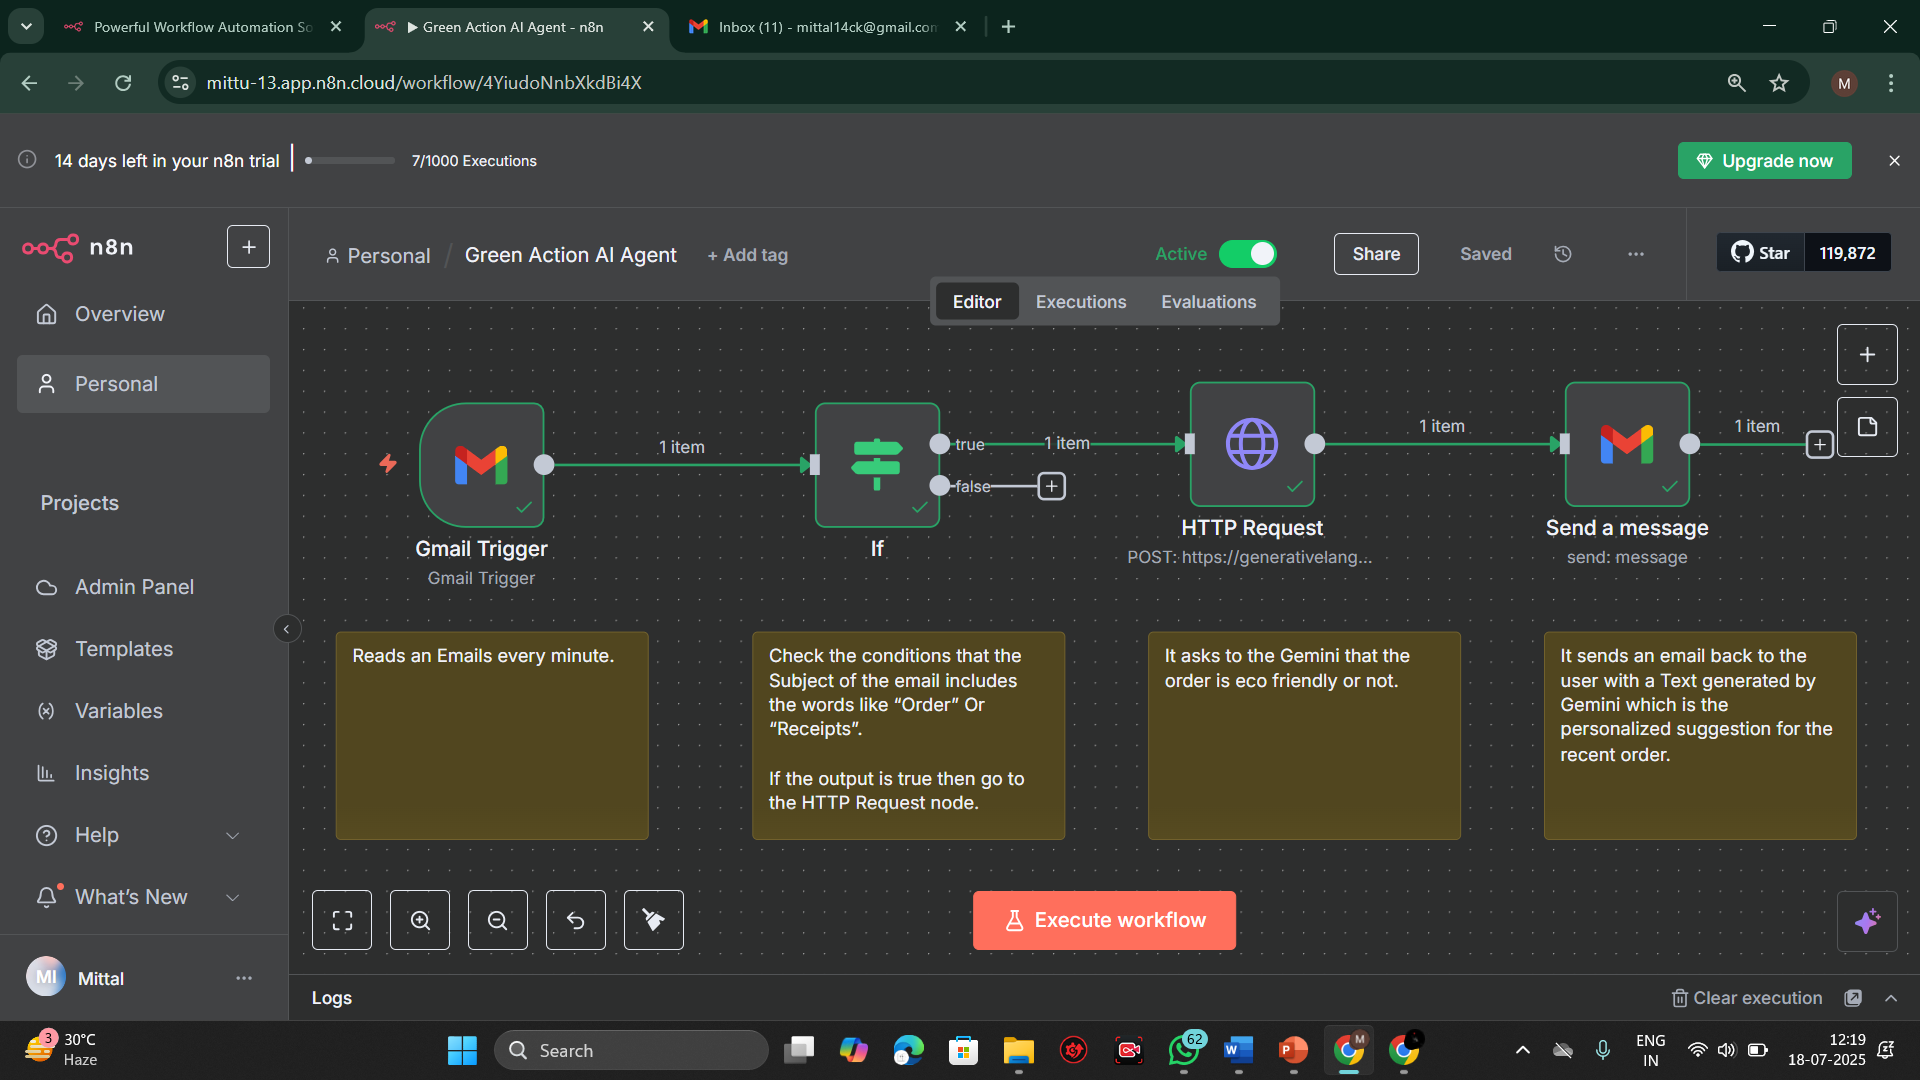 Powerful Workflow Automation So
▶ Green Action AI Agent - n8n
Inbox (11) - mittal14ck@gmail.com
mittu-13.app.n8n.cloud/workflow/4YiudoNnbXkdBi4X
M
14 days left in your n8n trial
7/1000 Executions
Upgrade now
n8n
Personal / Green Action AI Agent
+ Add tag
Active
Share
Saved
Star
119,872
Editor
Executions
Evaluations
Overview
Personal
Projects
Admin Panel
Templates
Variables
Insights
Help
What's New
MI
Mittal
1 item
true
1 item
false
1 item
1 item
Gmail Trigger
Gmail Trigger
If
HTTP Request
POST: https://generativelang...
Send a message
send: message
Reads an Emails every minute.
Check the conditions that the
Subject of the email includes
the words like “Order” Or
“Receipts”.
If the output is true then go to
the HTTP Request node.
It asks to the Gemini that the
order is eco friendly or not.
It sends an email back to the
user with a Text generated by
Gemini which is the
personalized suggestion for the
recent order.
Execute workflow
Logs
Clear execution
3
30°C
Haze
Search
62
W
P
M
ENG
IN
12:19
18-07-2025